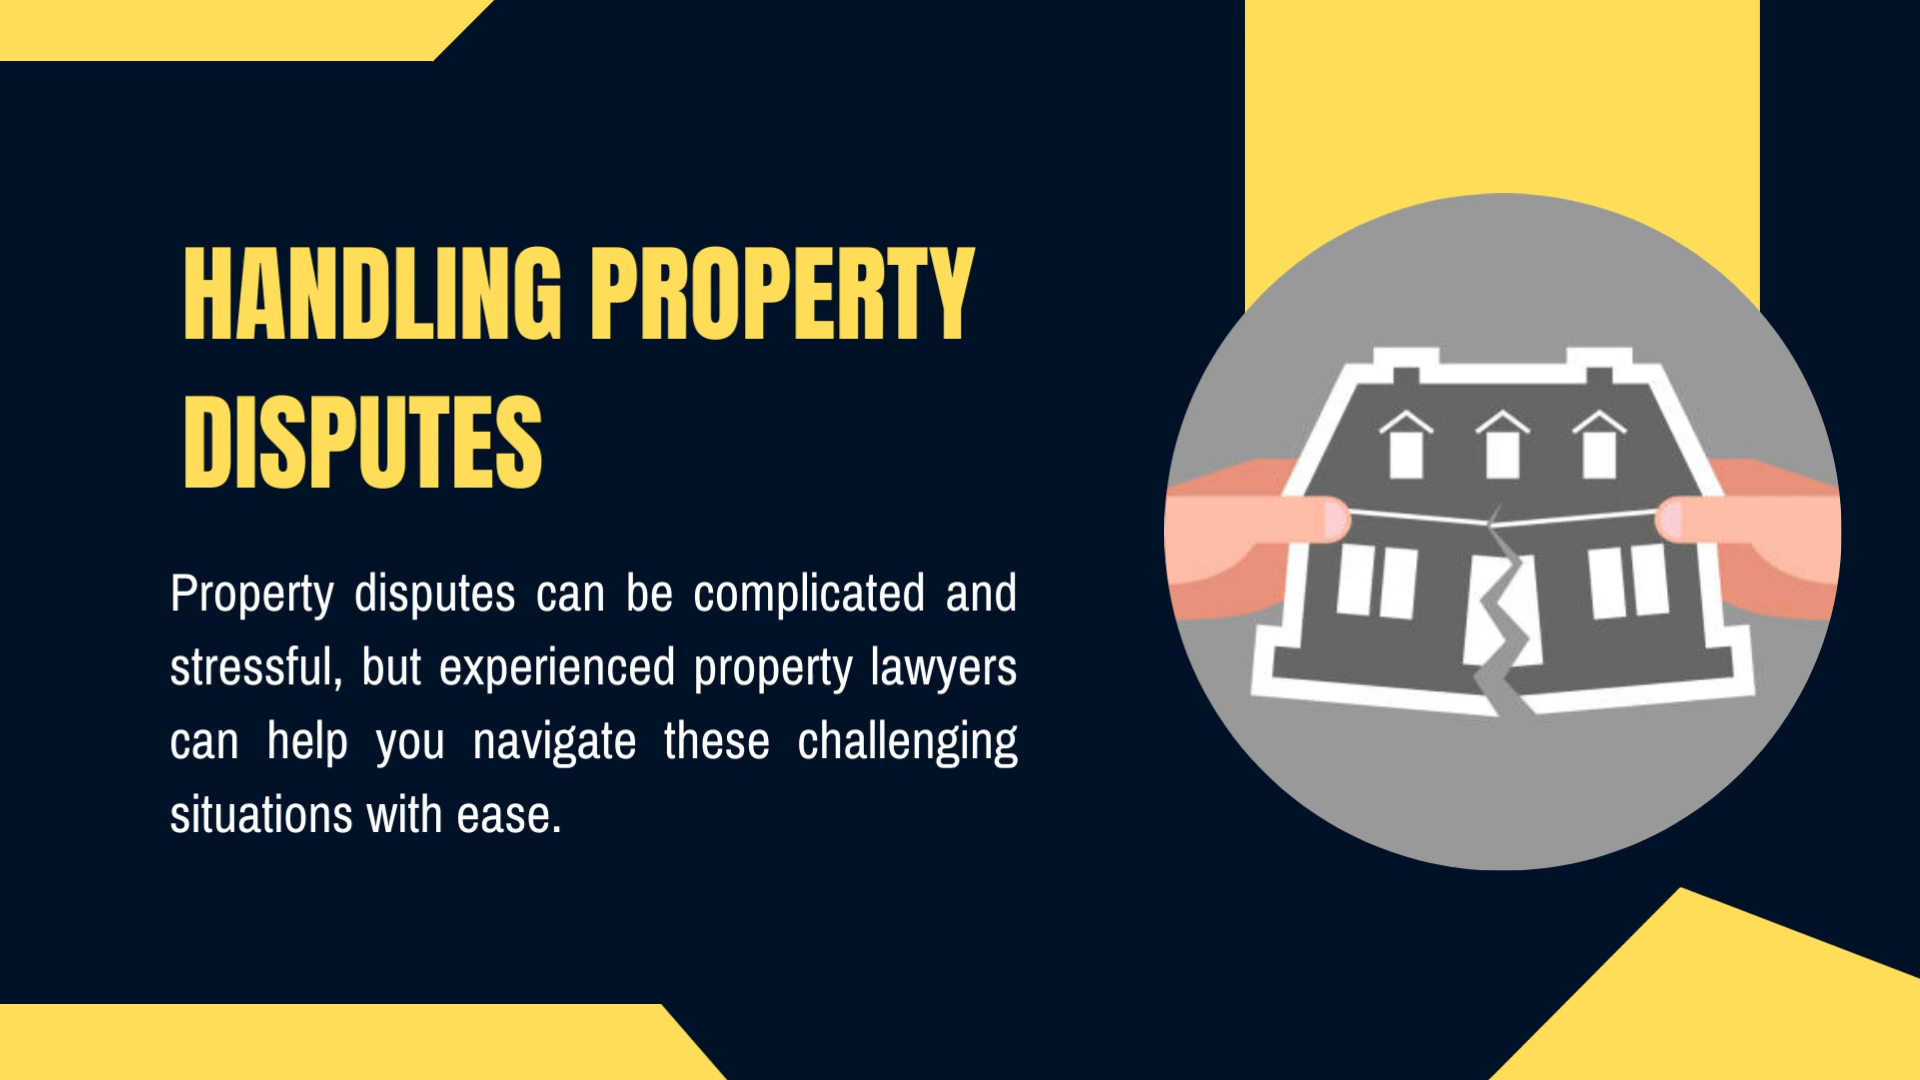 HANDLING PROPERTY
DISPUTES
Property disputes can be complicated and
stressful, but experienced property lawyers
can help you navigate these challenging
situations with ease.